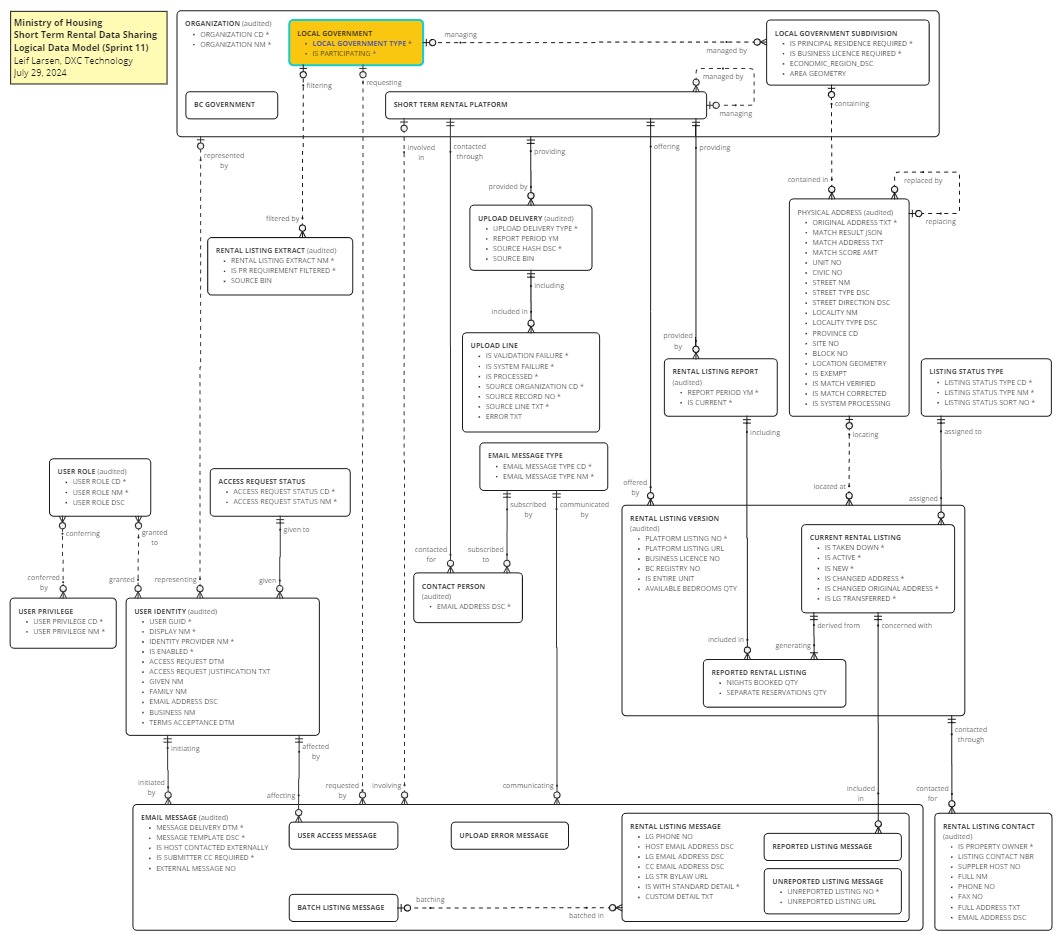 Ministry of Housing
Short Term Rental Data Sharing
Logical Data Model (Sprint 11)
Leif Larsen, DXC Technology
July 29, 2024
ORGANIZATION (audited)
• ORGANIZATION CD *
• ORGANIZATION NM *
LOCAL GOVERNMENT
• LOCAL GOVERNMENT TYPE *
• IS PARTICIPATING *
managing
managed by
LOCAL GOVERNMENT SUBDIVISION
• IS PRINCIPAL RESIDENCE REQUIRED *
• IS BUSINESS LICENCE REQUIRED *
• ECONOMIC_REGION_DSC
• AREA GEOMETRY
BC GOVERNMENT
filtering
requesting
SHORT TERM RENTAL PLATFORM
managed by
managing
containing
represented
by
involved
in
contacted
through
providing
offering
providing
contained in
replaced by
replacing
provided by
filtered by
RENTAL LISTING EXTRACT (audited)
• RENTAL LISTING EXTRACT NM *
• IS PR REQUIREMENT FILTERED *
• SOURCE BIN
UPLOAD DELIVERY (audited)
• UPLOAD DELIVERY TYPE *
• REPORT PERIOD YM
• SOURCE HASH DSC *
• SOURCE BIN
including
included in
UPLOAD LINE
• IS VALIDATION FAILURE *
• IS SYSTEM FAILURE *
• IS PROCESSED *
• SOURCE ORGANIZATION CD *
• SOURCE RECORD NO *
• SOURCE LINE TXT *
• ERROR TXT
PHYSICAL ADDRESS (audited)
• ORIGINAL ADDRESS TXT *
• MATCH RESULT JSON
• MATCH ADDRESS TXT
• MATCH SCORE AMT
• UNIT NO
• CIVIC NO
• STREET NM
• STREET TYPE DSC
• STREET DIRECTION DSC
• LOCALITY NM
• LOCALITY TYPE DSC
• PROVINCE CD
• SITE NO
• BLOCK NO
• LOCATION GEOMETRY
• IS EXEMPT
• IS MATCH VERIFIED
• IS MATCH CORRECTED
• IS SYSTEM PROCESSING
provided
by
RENTAL LISTING REPORT
(audited)
• REPORT PERIOD YM *
• IS CURRENT *
LISTING STATUS TYPE
• LISTING STATUS TYPE CD *
• LISTING STATUS TYPE NM *
• LISTING STATUS SORT NO *
including
locating
assigned to
EMAIL MESSAGE TYPE
• EMAIL MESSAGE TYPE CD *
• EMAIL MESSAGE TYPE NM *
USER ROLE (audited)
• USER ROLE CD *
• USER ROLE NM *
• USER ROLE DSC
ACCESS REQUEST STATUS
• ACCESS REQUEST STATUS CD *
• ACCESS REQUEST STATUS NM *
offered
by
located at
assigned
subscribed
by
communicated
by
conferring
granted
to
given to
contacted
for
subscribed
to
RENTAL LISTING VERSION
(audited)
• PLATFORM LISTING NO *
• PLATFORM LISTING URL
• BUSINESS LICENCE NO
• BC REGISTRY NO
• IS ENTIRE UNIT
• AVAILABLE BEDROOMS QTY
CURRENT RENTAL LISTING
• IS TAKEN DOWN *
• IS ACTIVE *
• IS NEW *
• IS CHANGED ADDRESS *
• IS CHANGED ORIGINAL ADDRESS *
• IS LG TRANSFERRED *
conferred
by
granted
representing
given
CONTACT PERSON
(audited)
• EMAIL ADDRESS DSC *
USER PRIVILEGE
• USER PRIVILEGE CD *
• USER PRIVILEGE NM *
USER IDENTITY (audited)
• USER GUID *
• DISPLAY NM *
• IDENTITY PROVIDER NM *
• IS ENABLED *
• ACCESS REQUEST DTM
• ACCESS REQUEST JUSTIFICATION TXT
• GIVEN NM
• FAMILY NM
• EMAIL ADDRESS DSC
• BUSINESS NM
• TERMS ACCEPTANCE DTM
derived from
concerned with
included in
generating
REPORTED RENTAL LISTING
• NIGHTS BOOKED QTY
• SEPARATE RESERVATIONS QTY
initiating
affected
by
contacted
through
initiated
by
affecting
requested
by
involving
communicating
included
in
contacted
for
EMAIL MESSAGE (audited)
• MESSAGE DELIVERY DTM *
• MESSAGE TEMPLATE DSC *
• IS HOST CONTACTED EXTERNALLY
• IS SUBMITTER CC REQUIRED *
• EXTERNAL MESSAGE NO
USER ACCESS MESSAGE
UPLOAD ERROR MESSAGE
RENTAL LISTING MESSAGE
• LG PHONE NO
• HOST EMAIL ADDRESS DSC
• LG EMAIL ADDRESS DSC
• CC EMAIL ADDRESS DSC
• LG STR BYLAW URL
• IS WITH STANDARD DETAIL *
• CUSTOM DETAIL TXT
REPORTED LISTING MESSAGE
UNREPORTED LISTING MESSAGE
• UNREPORTED LISTING NO *
• UNREPORTED LISTING URL
BATCH LISTING MESSAGE
batching
batched in
RENTAL LISTING CONTACT
(audited)
• IS PROPERTY OWNER *
• LISTING CONTACT NBR
• SUPPLER HOST NO
• FULL NM
• PHONE NO
• FAX NO
• FULL ADDRESS TXT
• EMAIL ADDRESS DSC